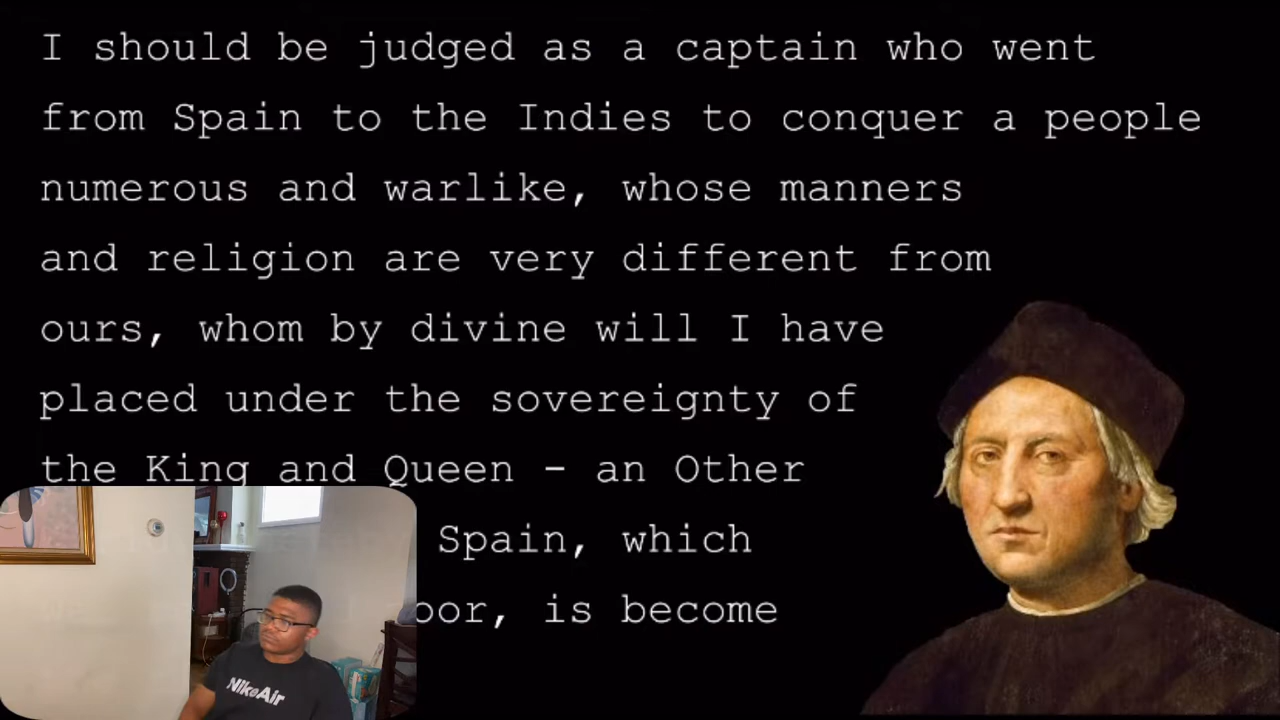 I should be judged as a captain who went
from Spain to the Indies to conquer a people
numerous and warlike, whose manners
and religion are very different from
ours, whom by divine will I have
placed under the sovereignty of
the King and Queen - an Other
Spain, which
is become
NikeAir